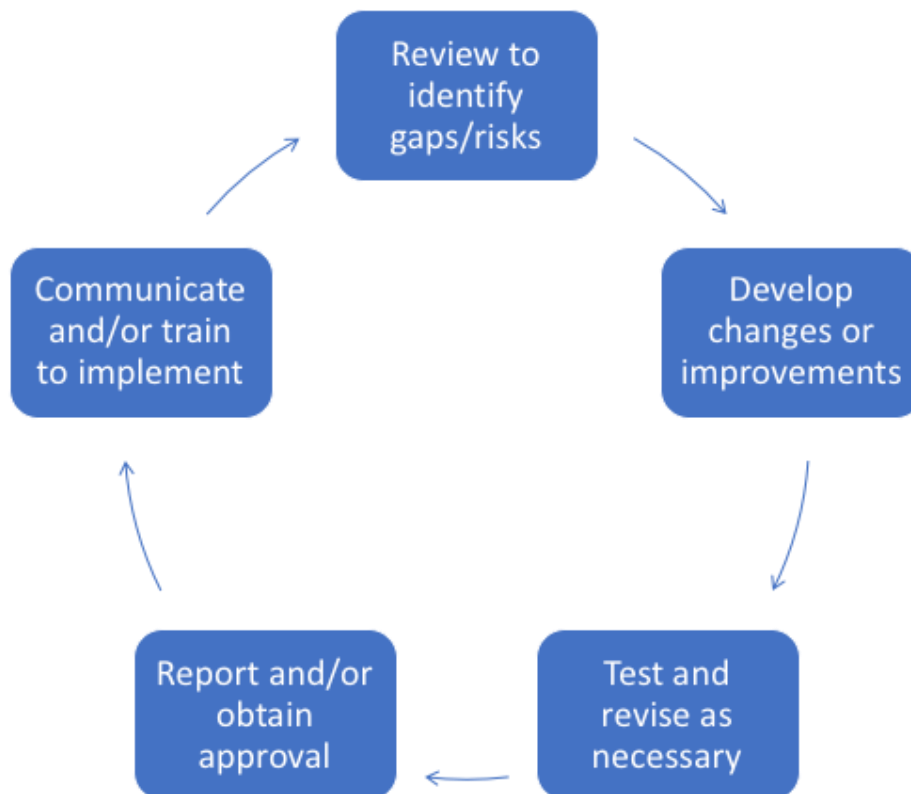 Review to
identify
gaps/risks
Develop
changes or
improvements
Test and
revise as
necessary
Report and/or
obtain
approval
Communicate
and/or train
to implement